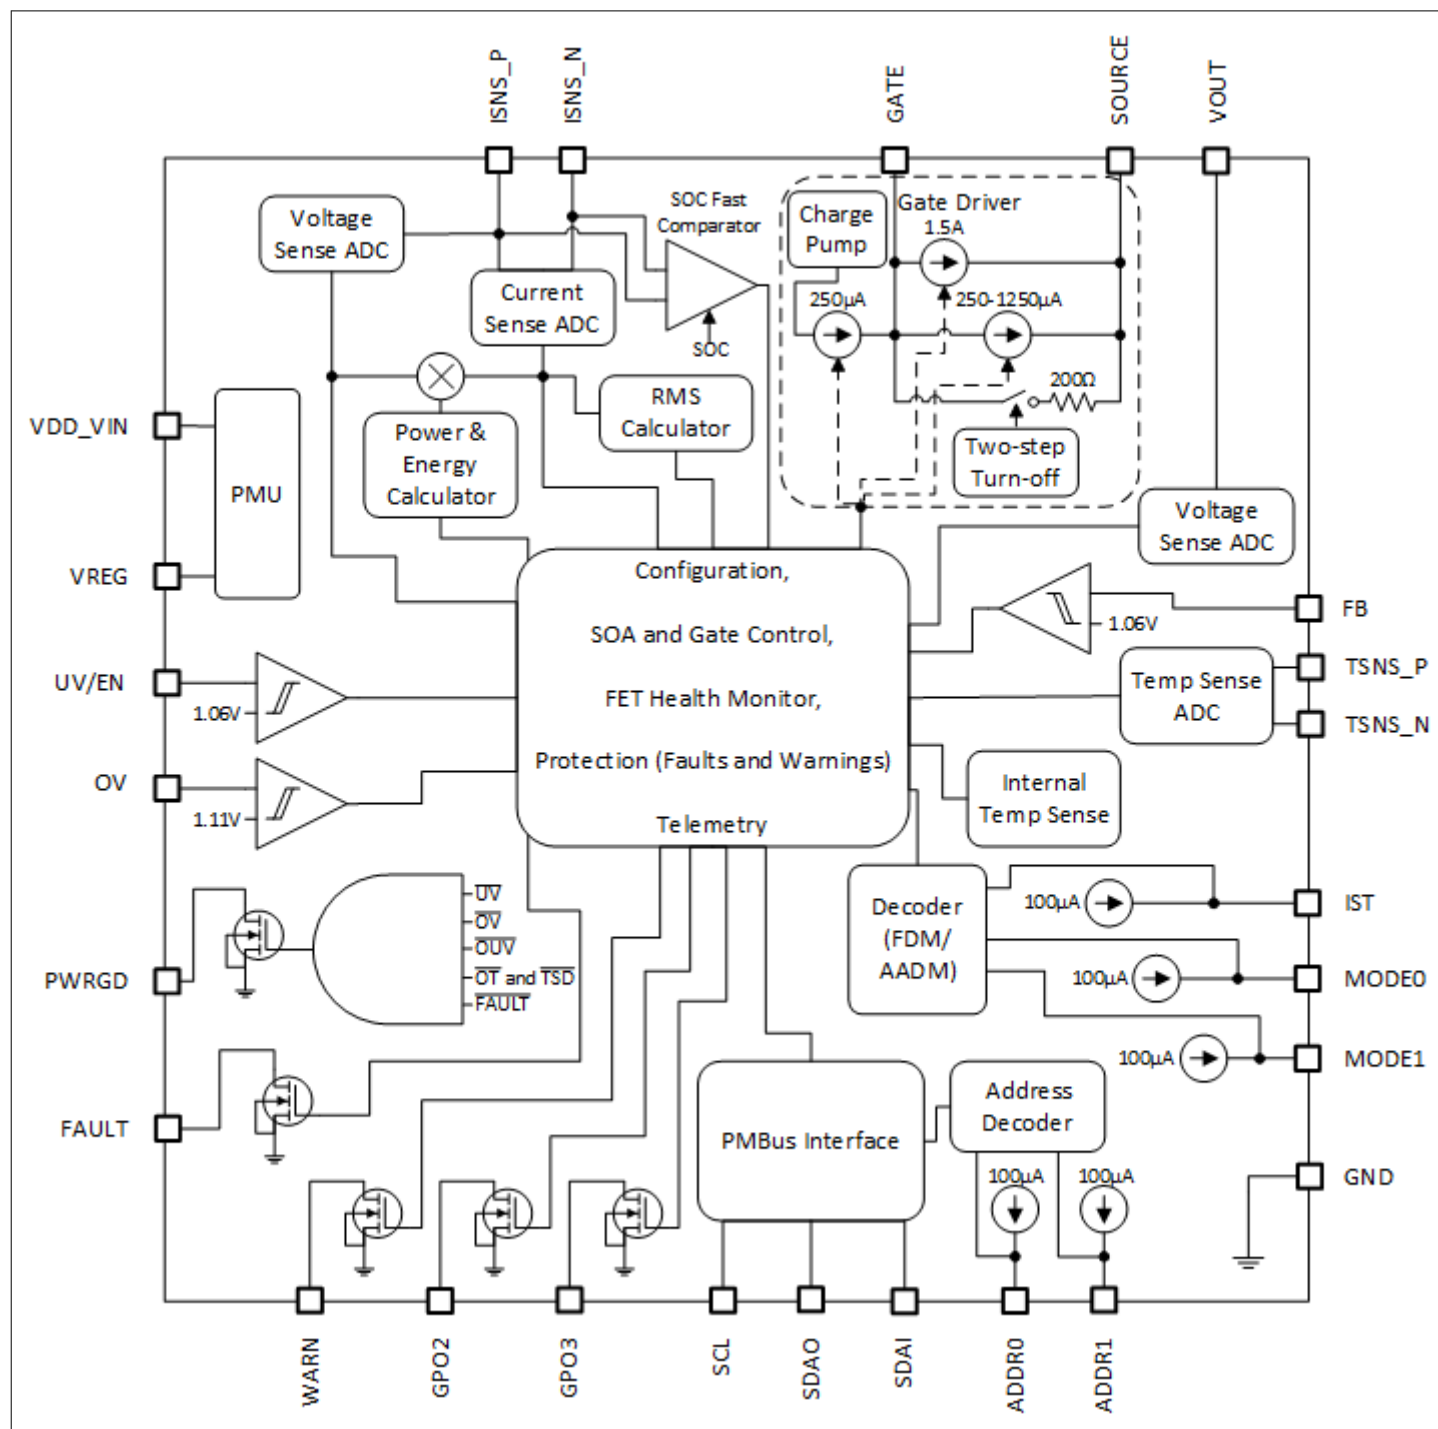 ISNS_P
ISNS_N
GATE
SOURCE
VOUT
Voltage
Sense ADC
SOC Fast
Comparator
Charge
Pump
Gate Driver
1.5A
Current
Sense ADC
250µA
250-1250µA
SOC
200Ω
RMS
Calculator
VDD_VIN
Power &
Energy
Calculator
Two-step
Turn-off
PMU
Voltage
Sense ADC
VREG
Configuration,
SOA and Gate Control,
FET Health Monitor,
Protection (Faults and Warnings)
Telemetry
FB
1.06V
UV/EN
1.06V
Temp Sense
ADC
TSNS_P
TSNS_N
OV
1.11V
Internal
Temp Sense
UV
OV
OUV
OT and TSD
FAULT
PWRGD
Decoder
(FDM/
AADM)
100µA
IST
100µA
MODE0
100µA
MODE1
FAULT
PMBus Interface
Address
Decoder
100µA
100µA
GND
WARN
GPO2
GPO3
SCL
SDAO
SDAI
ADDR0
ADDR1